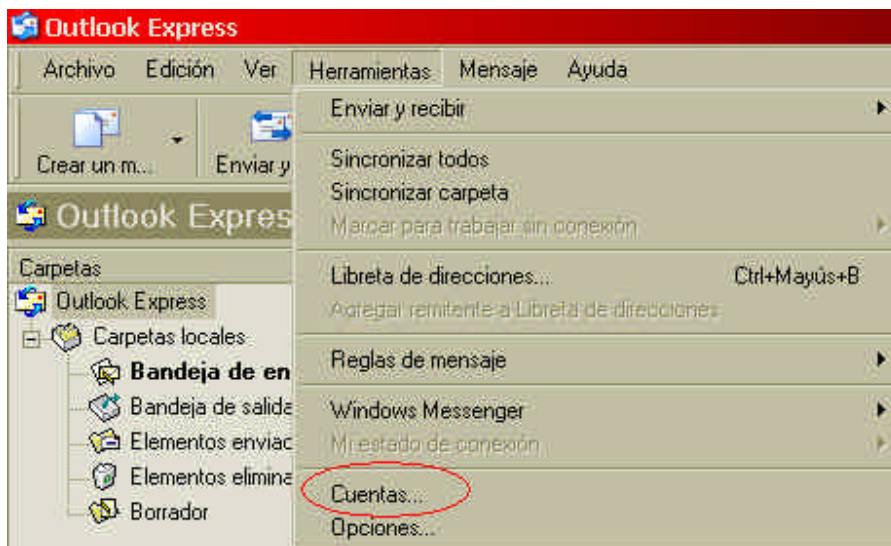 Outlook Express
Archivo Edición Ver Herramientas Mensaje Ayuda
Crear un m... Enviar y
Outlook Expres
Carpetas
Outlook Express
Carpetas locales
Bandeja de en
Bandeja de salida
Elementos enviad
Elementos elimina
Borrador
Enviar y recibir
Sincronizar todos
Sincronizar carpeta
Marcar para trabajar sin conexión
Libreta de direcciones... Ctrl+Mayús+B
Agregar remitente a Libreta de direcciones
Reglas de mensaje
Windows Messenger
Mi estado de conexión
Cuentas...
Opciones...